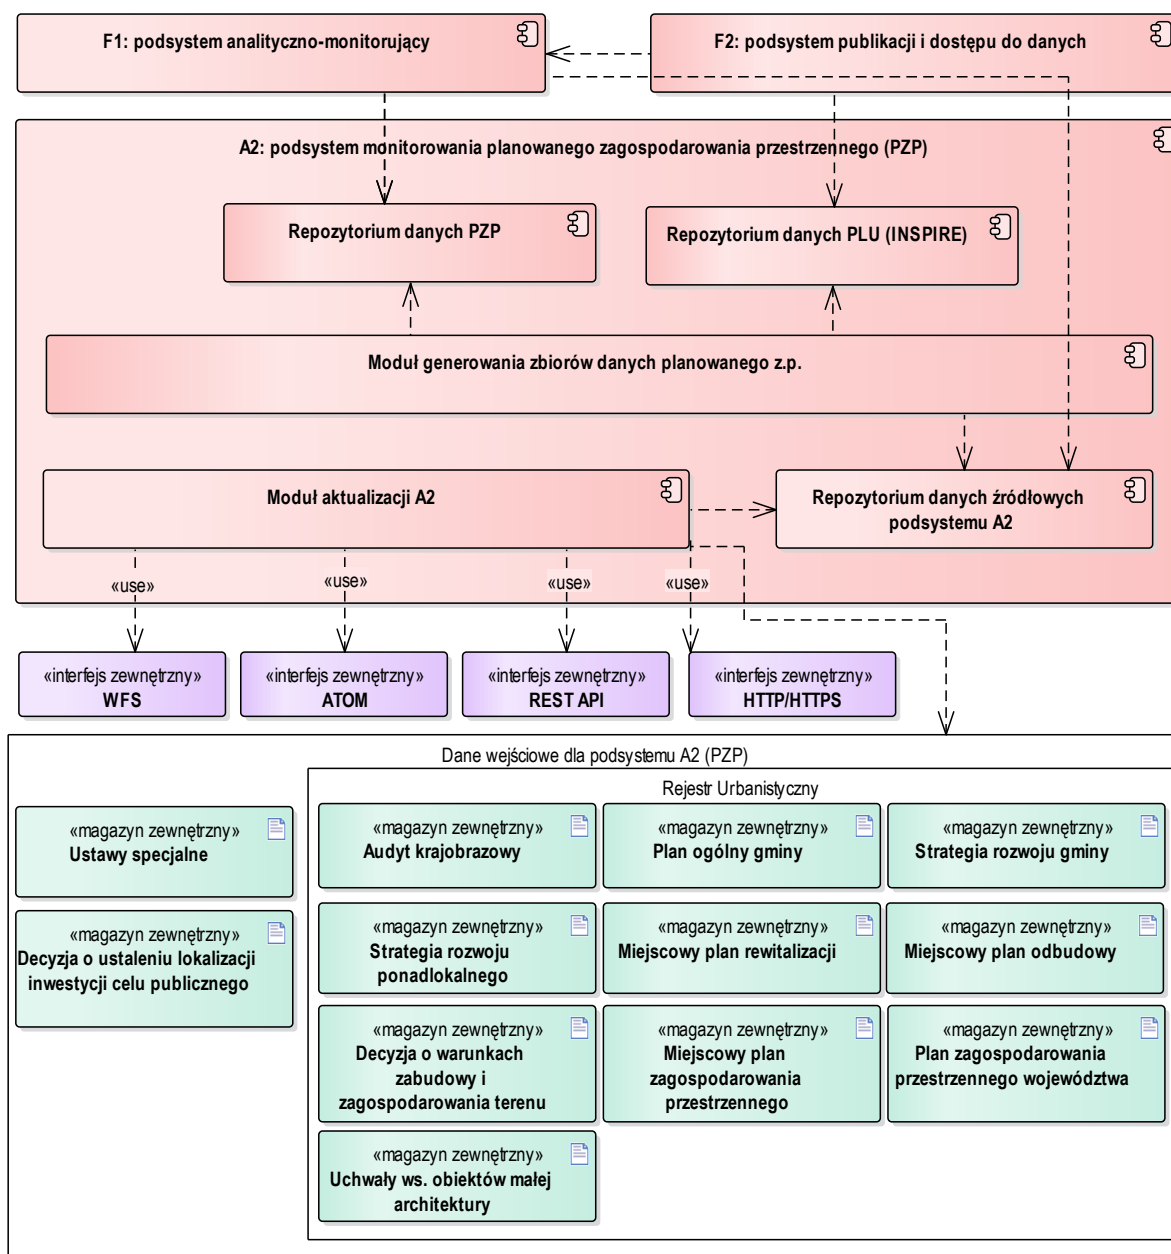 F1: podsystem analityczno-monitorujący
F2: podsystem publikacji i dostępu do danych
A2: podsystem monitorowania planowanego zagospodarowania przestrzennego (PZP)
Repozytorium danych PZP
Repozytorium danych PLU (INSPIRE)
Moduł generowania zbiorów danych planowanego z.p.
Moduł aktualizacji A2
Repozytorium danych źródłowych
podsystemu A2
«use»
«use»
«use»
«use»
«interfejs zewnętrzny»
WFS
«interfejs zewnętrzny»
ATOM
«interfejs zewnętrzny»
REST API
«interfejs zewnętrzny»
HTTP/HTTPS
Dane wejściowe dla podsystemu A2 (PZP)
«magazyn zewnętrzny»
Ustawy specjalne
«magazyn zewnętrzny»
Decyzja o ustaleniu lokalizacji
inwestycji celu publicznego
Rejestr Urbanistyczny
«magazyn zewnętrzny»
Audyt krajobrazowy
«magazyn zewnętrzny»
Plan ogólny gminy
«magazyn zewnętrzny»
Strategia rozwoju gminy
«magazyn zewnętrzny»
Strategia rozwoju
ponadlokalnego
«magazyn zewnętrzny»
Miejscowy plan rewitalizacji
«magazyn zewnętrzny»
Miejscowy plan odbudowy
«magazyn zewnętrzny»
Decyzja o warunkach
zabudowy i
zagospodarowania terenu
«magazyn zewnętrzny»
Miejscowy plan
zagospodarowania
przestrzennego
«magazyn zewnętrzny»
Plan zagospodarowania
przestrzennego województwa
«magazyn zewnętrzny»
Uchwały ws. obiektów małej
architektury